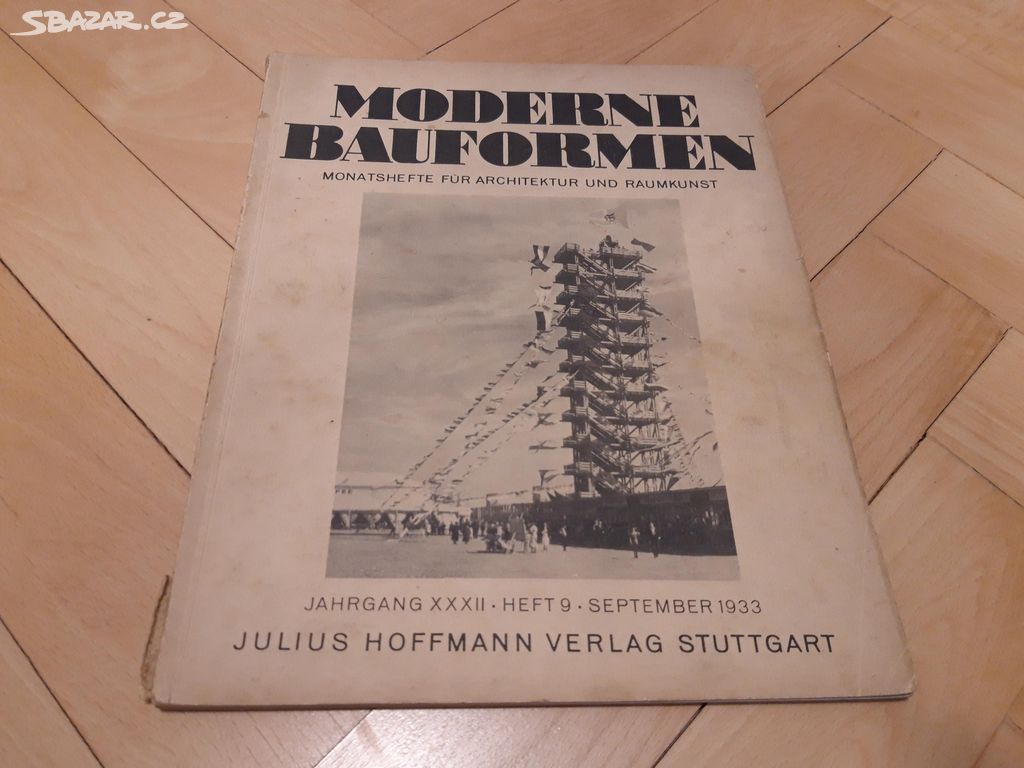 SBAZAR.CZ
MODERNE
BAUFORMEN
MONATSHEFTE FÜR ARCHITEKTUR UND RAUMKUNST
JAHRGANG XXXII · HEFT 9 · SEPTEMBER 1933
JULIUS HOFFMANN VERLAG STUTTGART